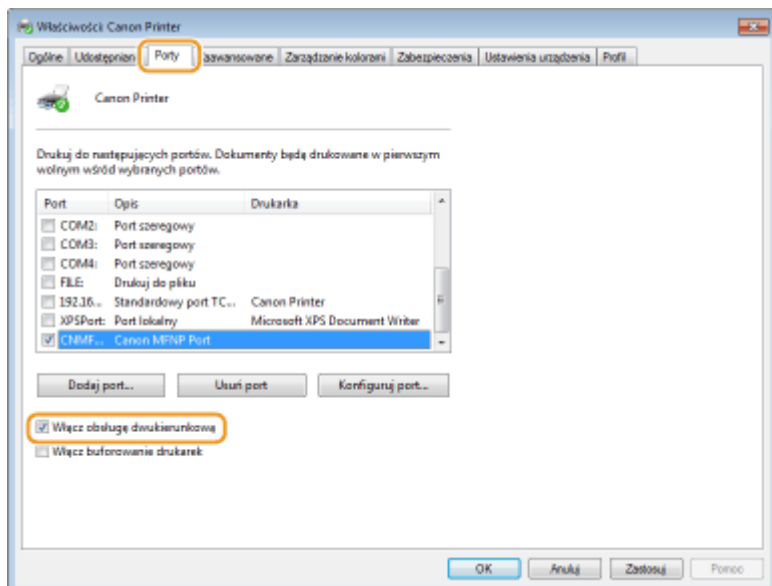 Właściwości: Canon Printer
Ogólne Udostępnian Porty aawansowane Zarządzanie kolorami Zabezpieczenia Ustawienia urządzenia Profil
Canon Printer
Drukuj do następujących portów. Dokumenty będą drukowane w pierwszym
wolnym wśród wybranych portów.
Port Opis Drukarka
COM2: Port szeregowy
COM3: Port szeregowy
COM4: Port szeregowy
FILE: Drukuj do pliku
192.16... Standardowy port TC... Canon Printer
XPSPort: Port lokalny Microsoft XPS Document Writer
CNMF... Canon MFNP Port
Dodaj port... Usuń port Konfiguruj port...
Włącz obsługę dwukierunkową
Włącz buforowanie drukarek
OK Anuluj Zastosuj Pomoc